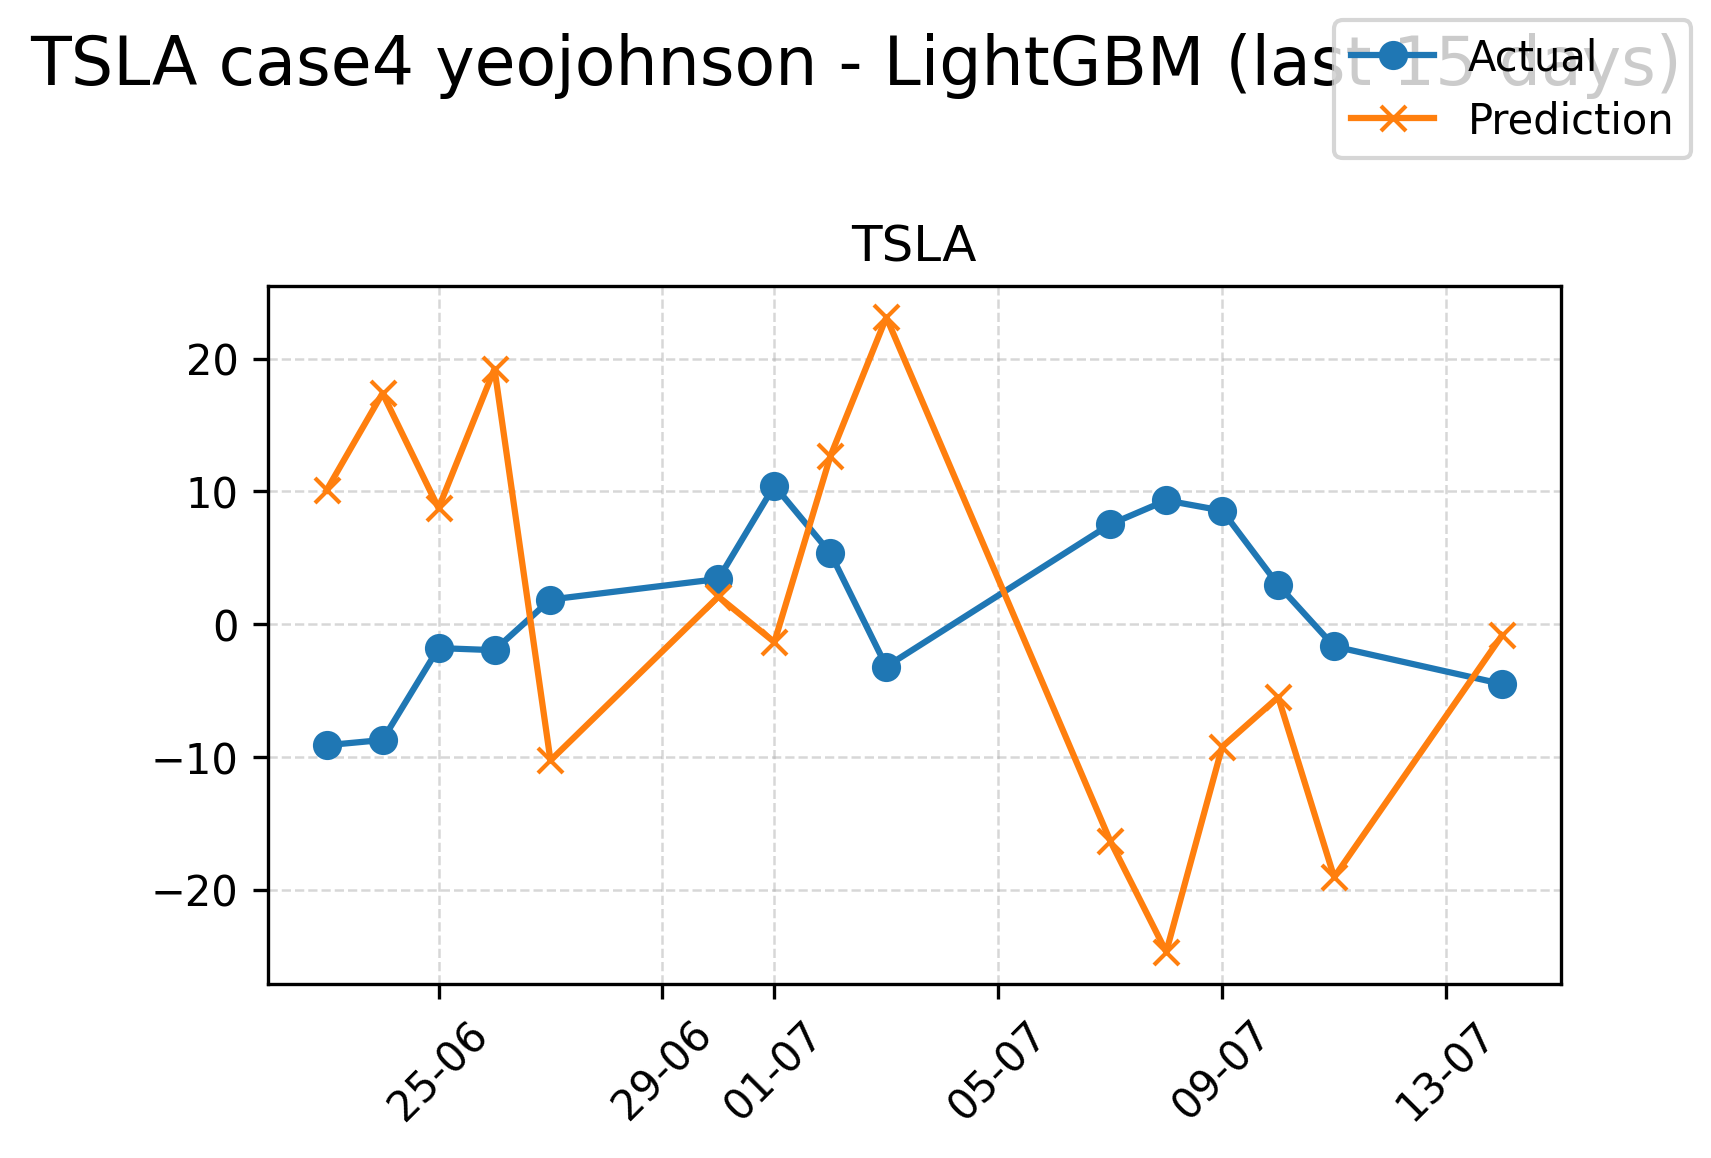 TSLA case4 yeojohnson - LightGBM (last 15 days)
Actual
Prediction
TSLA
20
10
0
−10
−20
25-06
29-06
01-07
05-07
09-07
13-07